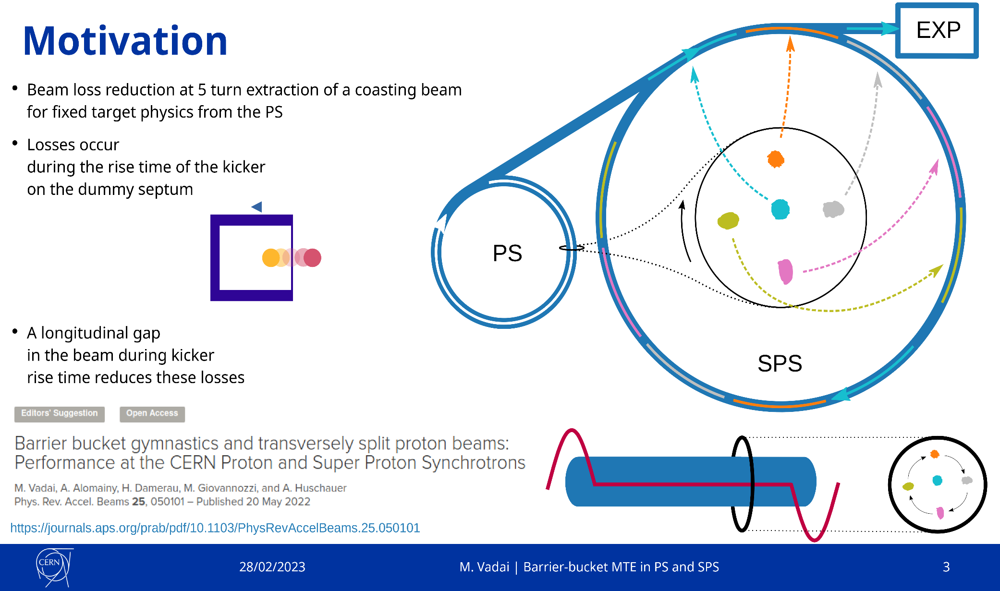 Motivation
• Beam loss reduction at 5 turn extraction of a coasting beam
for fixed target physics from the PS
• Losses occur
during the rise time of the kicker
on the dummy septum
• A longitudinal gap
in the beam during kicker
rise time reduces these losses
Editors' Suggestion Open Access
Barrier bucket gymnastics and transversely split proton beams:
Performance at the CERN Proton and Super Proton Synchrotrons
M. Vadai, A. Alomainy, H. Damerau, M. Giovannozzi, and A. Huschauer
Phys. Rev. Accel. Beams 25, 050101 – Published 20 May 2022
https://journals.aps.org/prab/pdf/10.1103/PhysRevAccelBeams.25.050101
EXP
PS
SPS
CERN
28/02/2023
M. Vadai | Barrier-bucket MTE in PS and SPS
3